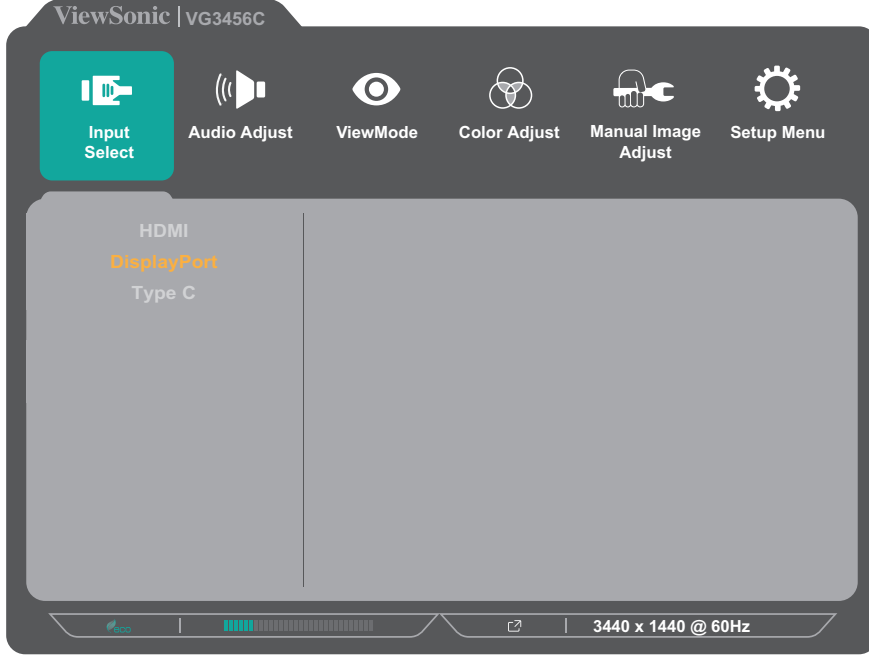 ViewSonic | VG3456C
Input
Select
Audio Adjust
ViewMode
Color Adjust
Manual Image
Adjust
Setup Menu
HDMI
DisplayPort
Type C
eco
3440 x 1440 @ 60Hz